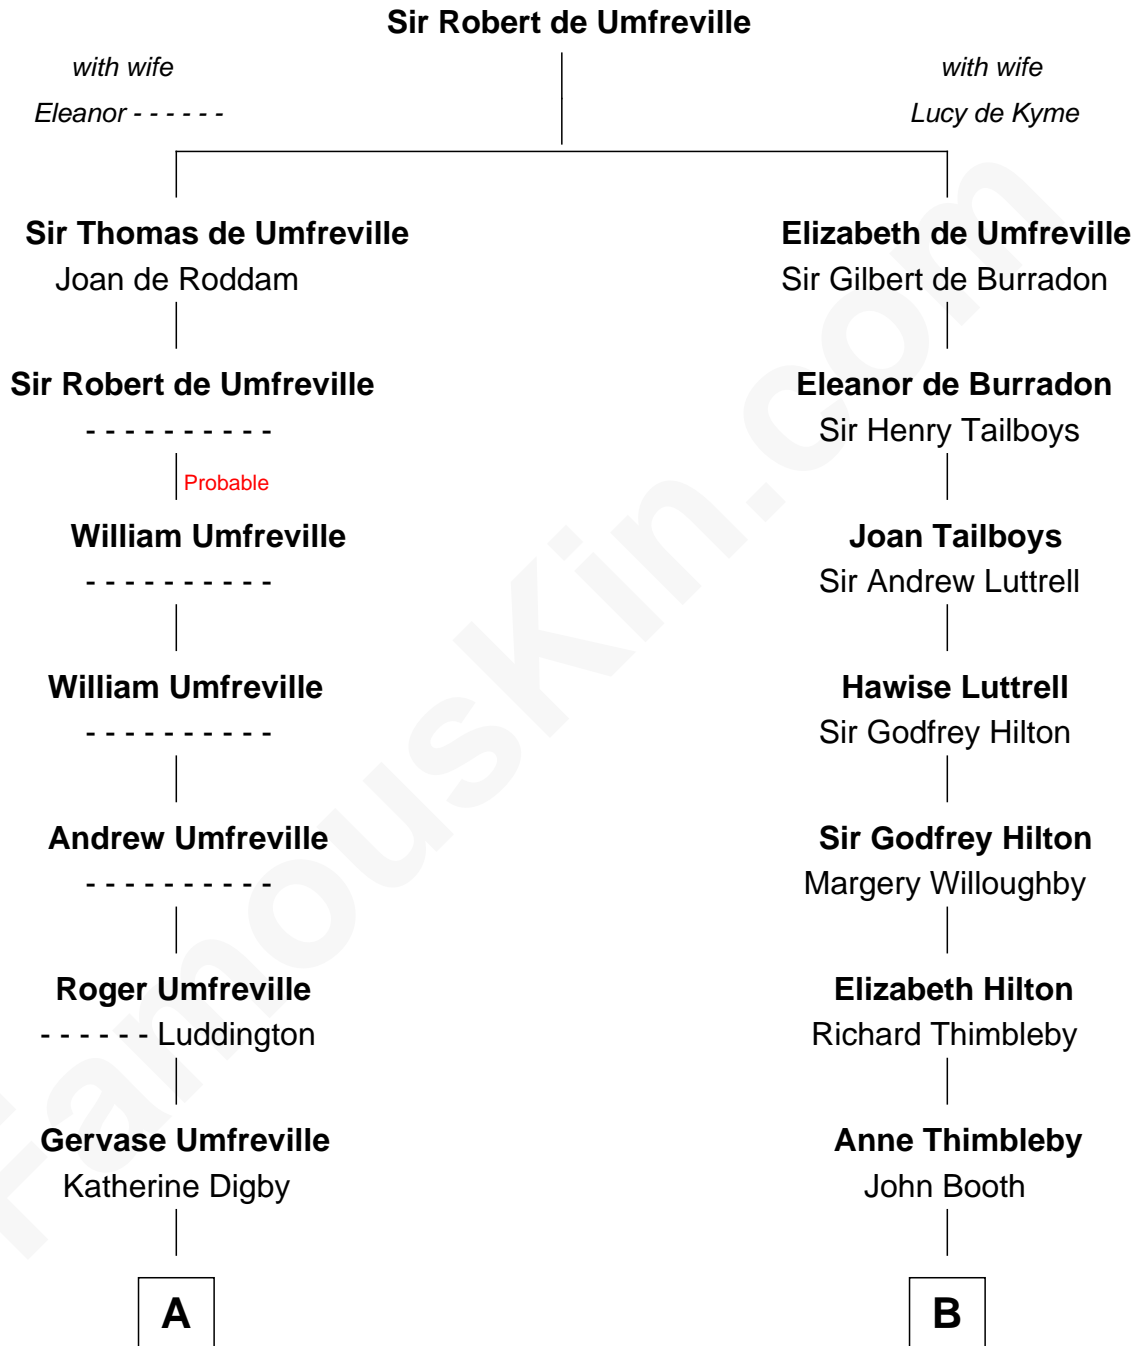 Sir Robert de Umfreville
with wife
Eleanor - - - - - -
with wife
Lucy de Kyme
Sir Thomas de Umfreville
Joan de Roddam
Elizabeth de Umfreville
Sir Gilbert de Burradon
Sir Robert de Umfreville
- - - - - - - - - -
Probable
Eleanor de Burradon
Sir Henry Tailboys
William Umfreville
- - - - - - - - - -
Joan Tailboys
Sir Andrew Luttrell
William Umfreville
- - - - - - - - - -
Hawise Luttrell
Sir Godfrey Hilton
Andrew Umfreville
- - - - - - - - - -
Sir Godfrey Hilton
Margery Willoughby
Roger Umfreville
- - - - - - Luddington
Elizabeth Hilton
Richard Thimbleby
Gervase Umfreville
Katherine Digby
Anne Thimbleby
John Booth
A
B
FamousKin.com